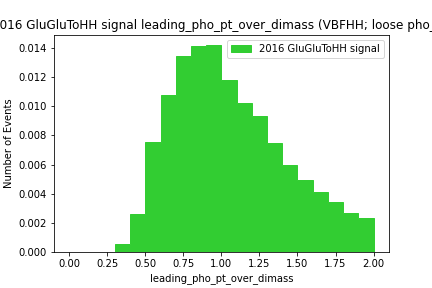 016 GluGluToHH signal leading_pho_pt_over_dimass (VBFHH; loose pho_
2016 GluGluToHH signal
0.014
0.012
0.010
0.008
0.006
0.004
0.002
0.000
Number of Events
0.00 0.25 0.50 0.75 1.00 1.25 1.50 1.75 2.00
leading_pho_pt_over_dimass